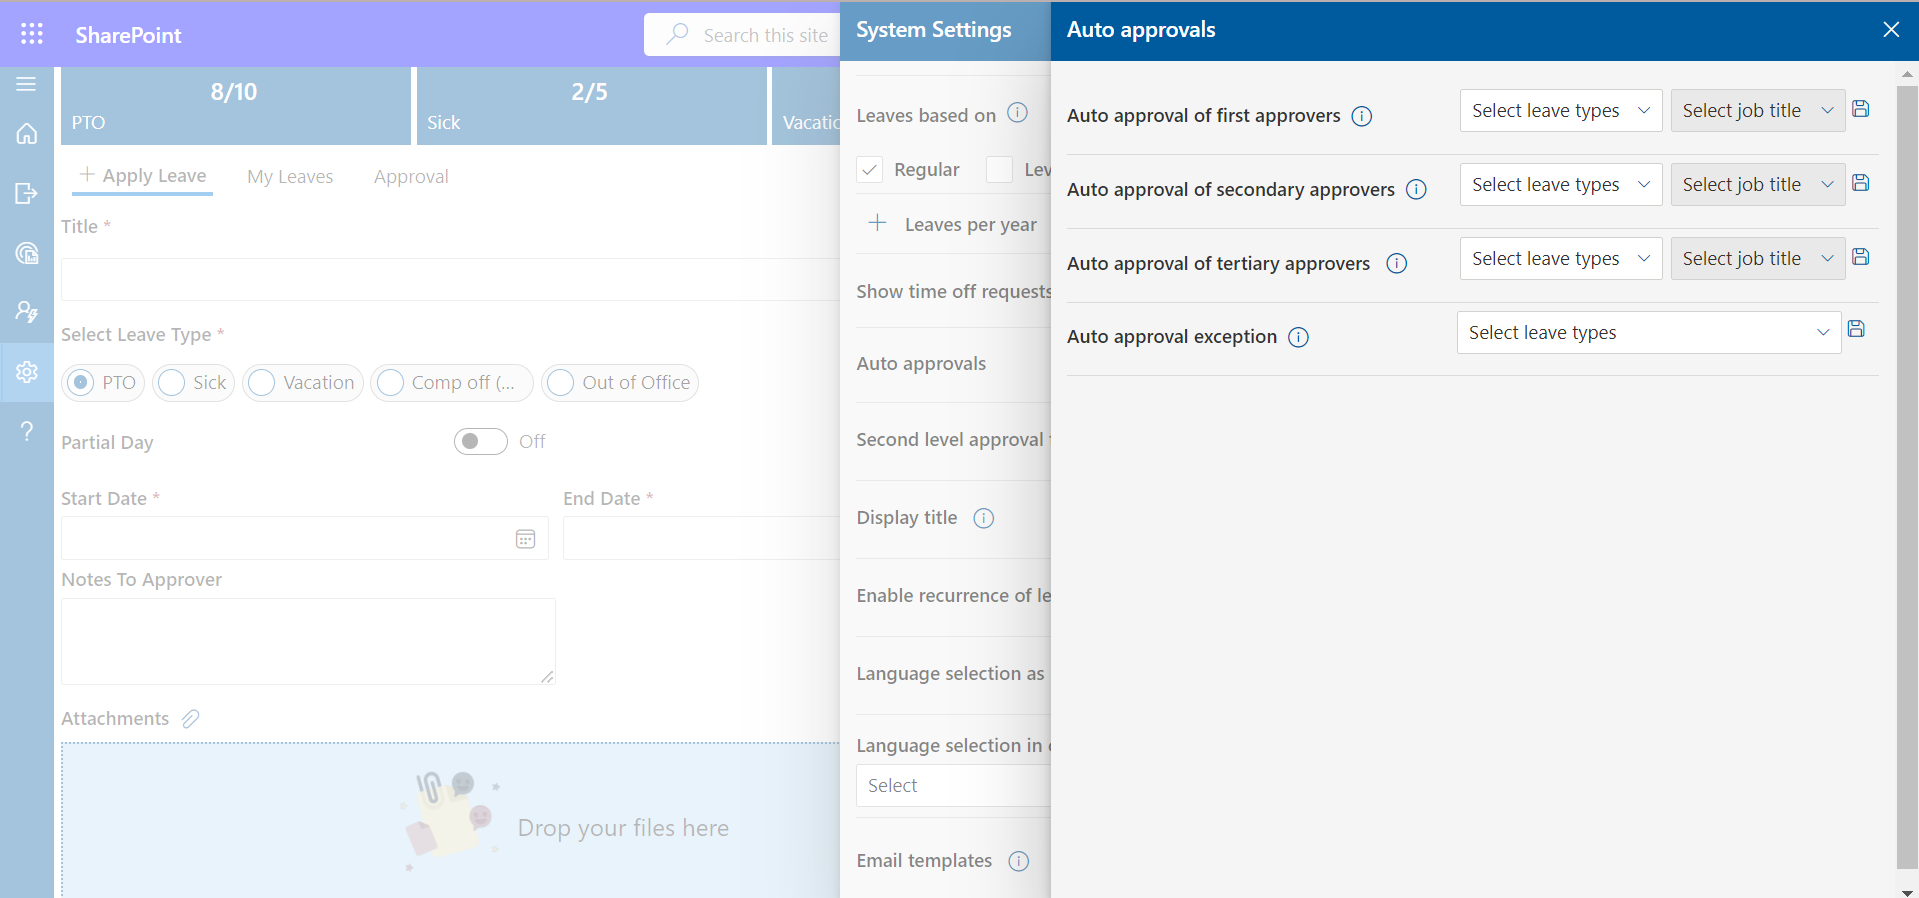 SharePoint
Search this site
8/10
PTO
2/5
Sick
Apply Leave
My Leaves
Approval
Title *
Select Leave Type *
PTO
Sick
Vacation
Comp off (...
Out of Office
Partial Day
Off
Start Date *
End Date *
Notes To Approver
Attachments
Drop your files here
System Settings
Leaves based on
Regular
Leaves per year
Show time off requests
Auto approvals
Second level approval
Display title
Enable recurrence of
Language selection as
Language selection in
Select
Email templates
Auto approvals
Auto approval of first approvers
Select leave types
Select job title
Auto approval of secondary approvers
Select leave types
Select job title
Auto approval of tertiary approvers
Select leave types
Select job title
Auto approval exception
Select leave types